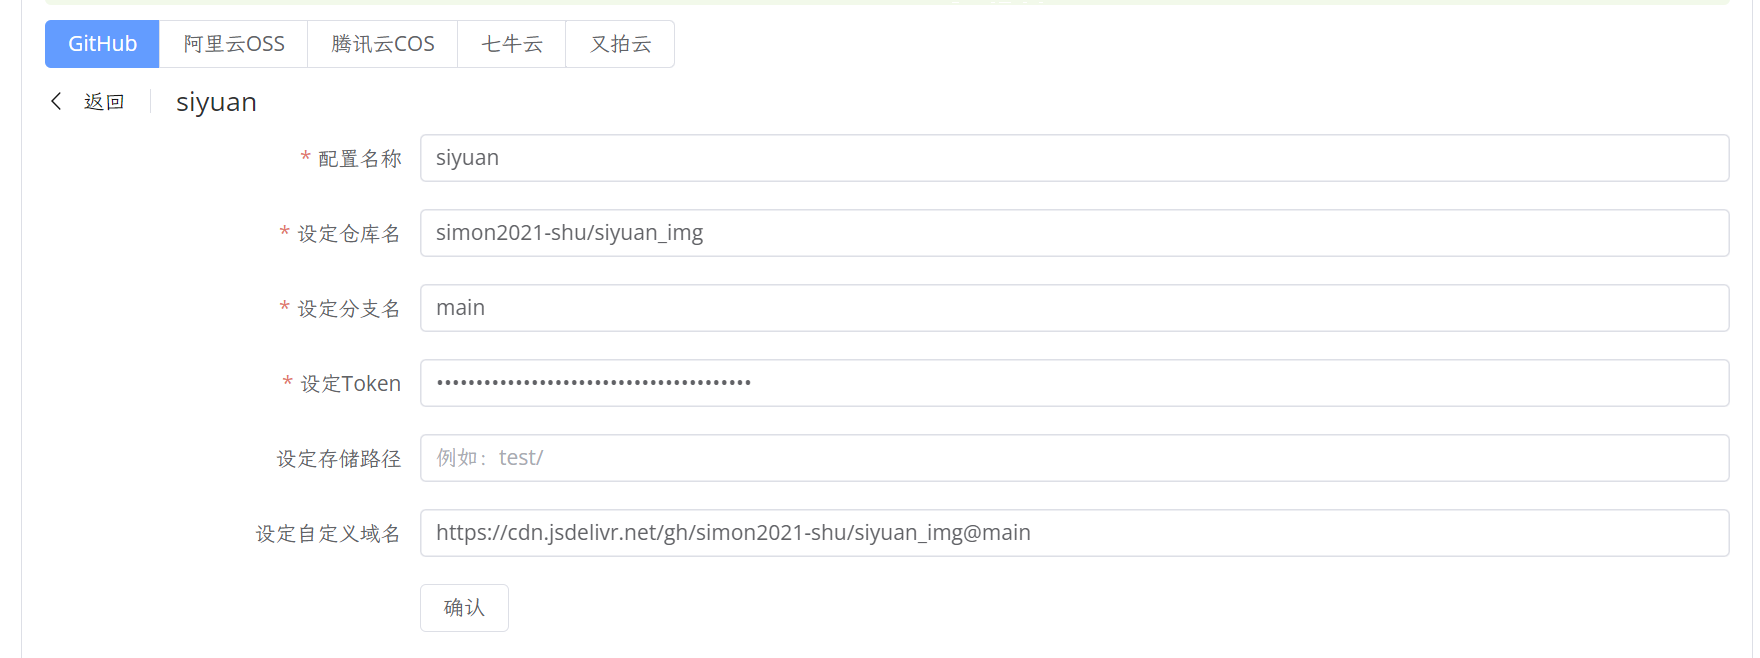 GitHub 阿里云OSS 腾讯云COS 七牛云 又拍云
返回 siyuan
* 配置名称 siyuan
* 设定仓库名 simon2021-shu/siyuan_img
* 设定分支名 main
* 设定Token ••••••••••••••••••••••••••••••••••••••••
设定存储路径 例如：test/
设定自定义域名 https://cdn.jsdelivr.net/gh/simon2021-shu/siyuan_img@main
确认